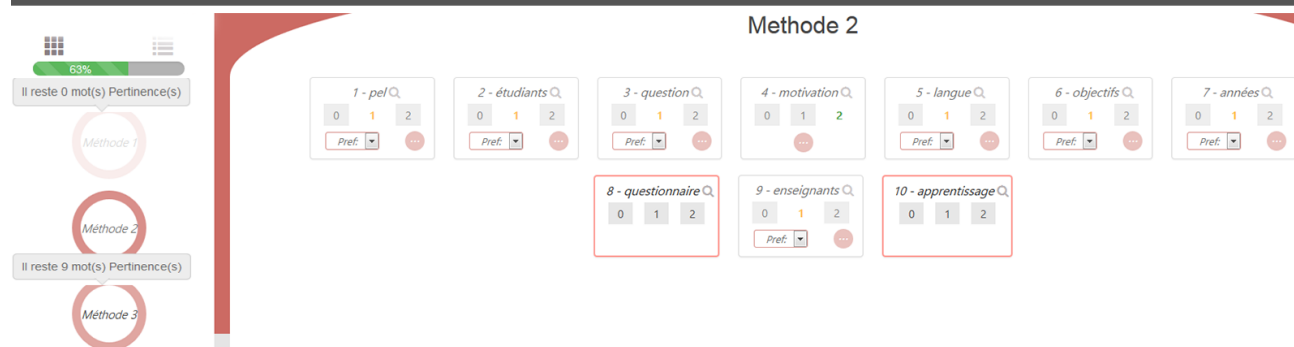 Methode 2
63%
Il reste 0 mot(s) Pertinence(s)
Méthode 1
Méthode 2
Il reste 9 mot(s) Pertinence(s)
Méthode 3
1 - pel
0 1 2
Pref:
2 - étudiants
0 1 2
Pref:
3 - question
0 1 2
Pref:
4 - motivation
0 1 2
5 - langue
0 1 2
Pref:
6 - objectifs
0 1 2
Pref:
7 - années
0 1 2
Pref:
8 - questionnaire
0 1 2
9 - enseignants
0 1 2
Pref:
10 - apprentissage
0 1 2